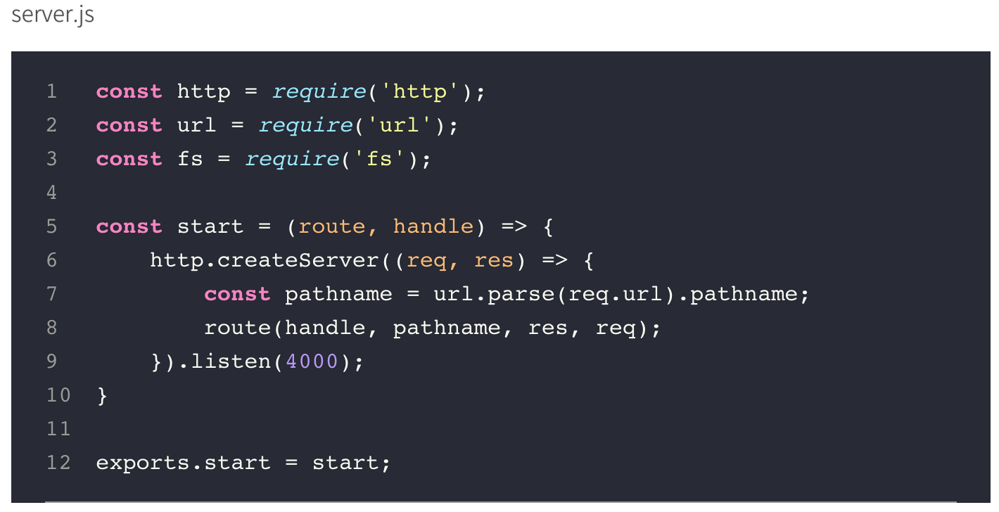 server.js
1 const http = require('http');
2 const url = require('url');
3 const fs = require('fs');
4
5 const start = (route, handle) => {
6     http.createServer((req, res) => {
7         const pathname = url.parse(req.url).pathname;
8         route(handle, pathname, res, req);
9     }).listen(4000);
10 }
11
12 exports.start = start;